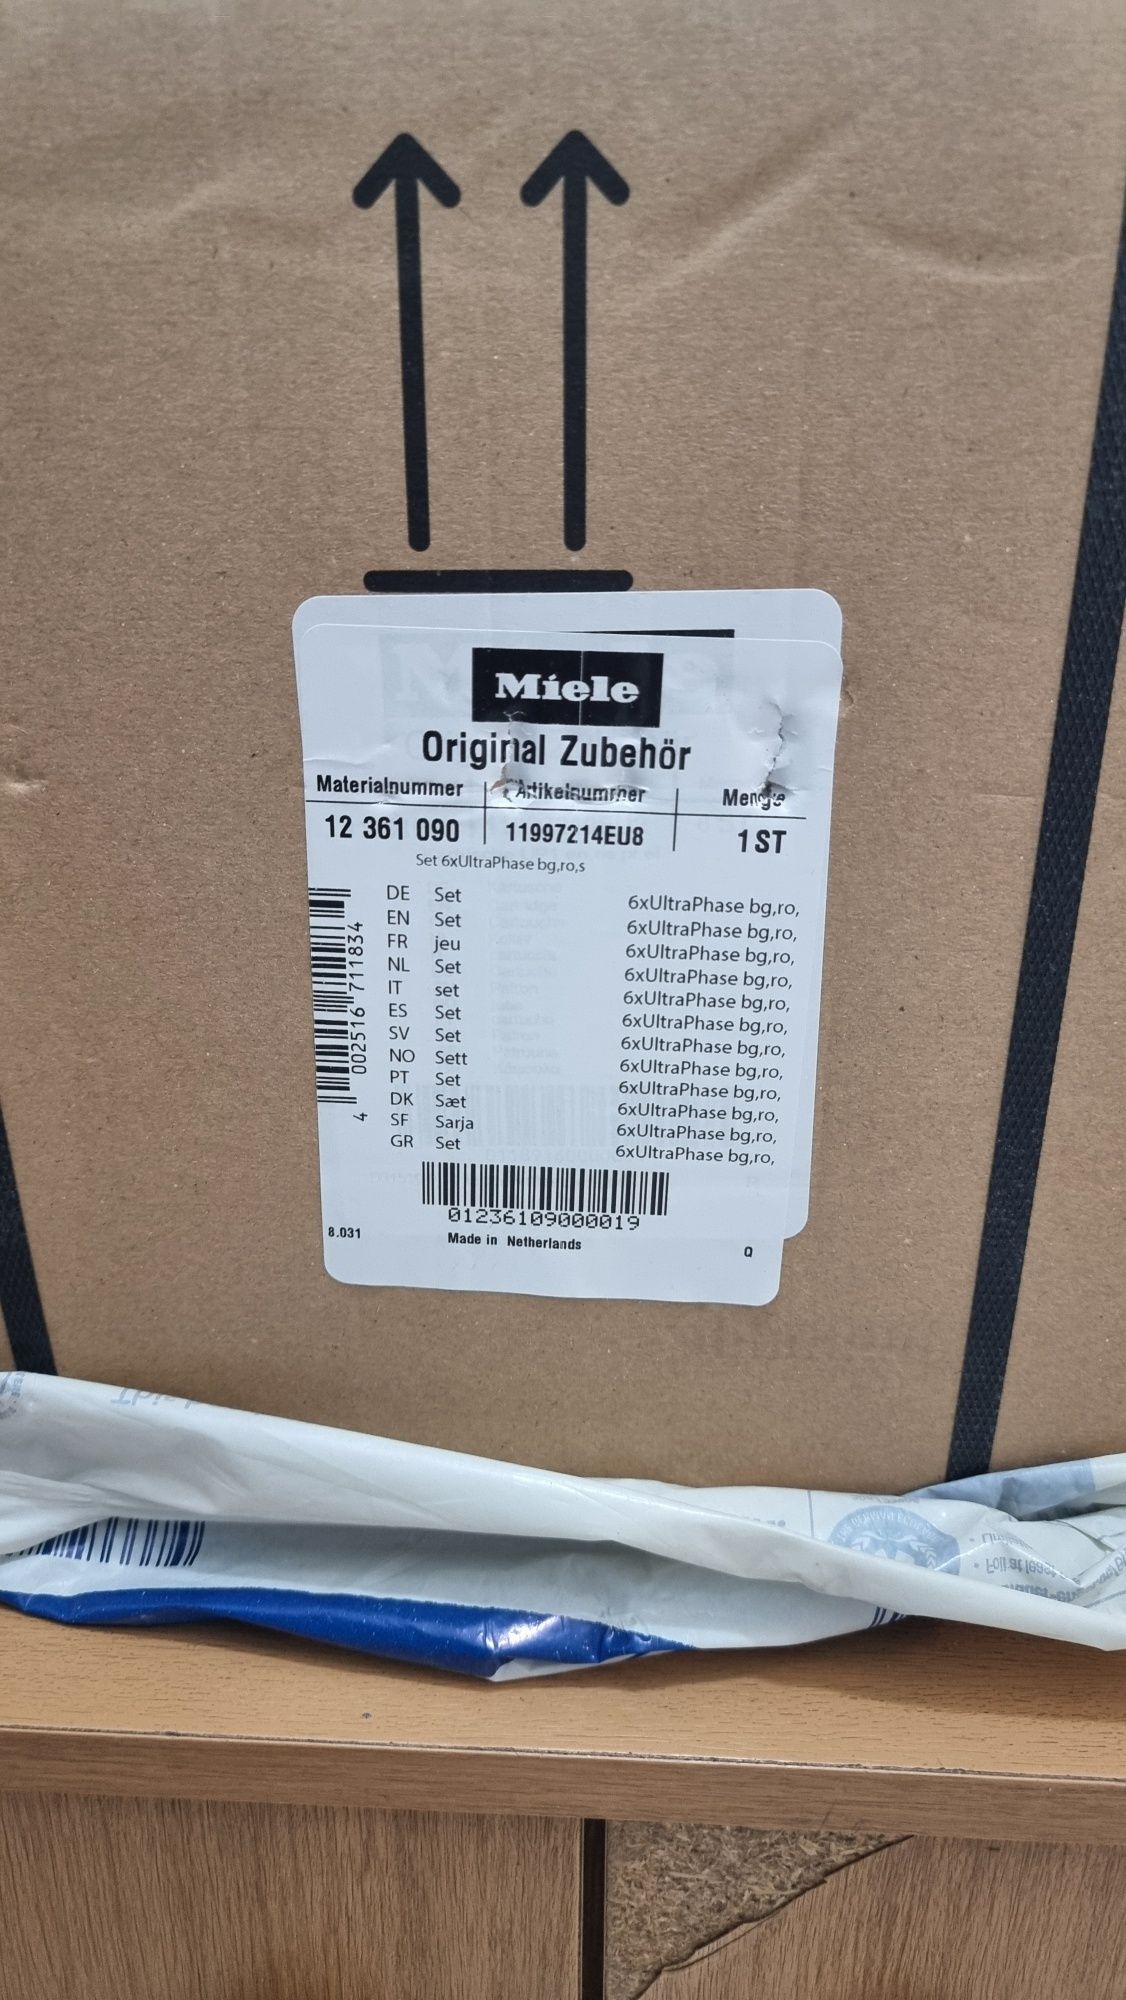 Miele
Original Zubehör
Materialnummer Artikelnummer Menge
12 361 090 11997214EU8 1 ST
Set 6xUltraPhase bg,ro,s
DE Set 6xUltraPhase bg,ro,
EN Set 6xUltraPhase bg,ro,
FR jeu 6xUltraPhase bg,ro,
NL Set 6xUltraPhase bg,ro,
IT set 6xUltraPhase bg,ro,
ES Set 6xUltraPhase bg,ro,
SV Set 6xUltraPhase bg,ro,
NO Sett 6xUltraPhase bg,ro,
PT Set 6xUltraPhase bg,ro,
DK Sæt 6xUltraPhase bg,ro,
SF Sarja 6xUltraPhase bg,ro,
GR Set 6xUltraPhase bg,ro,
4 002516 711834
01236109000019
8.031 Made in Netherlands Q
Foil at least